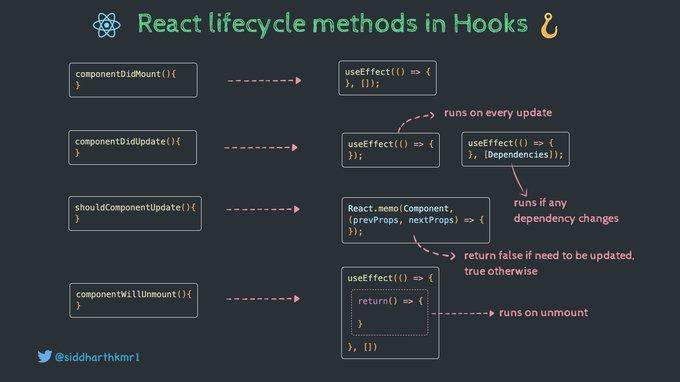 React lifecycle methods in Hooks
componentDidMount(){
}
useEffect(() => {
}, []);
runs on every update
componentDidUpdate(){
}
useEffect(() => {
});
useEffect(() => {
}, [Dependencies]);
runs if any
dependency changes
shouldComponentUpdate(){
}
React.memo(Component,
(prevProps, nextProps) => {
});
return false if need to be updated,
true otherwise
componentWillUnmount(){
}
useEffect(() => {
return() => {
}
}, [])
runs on unmount
@siddharthkmr1